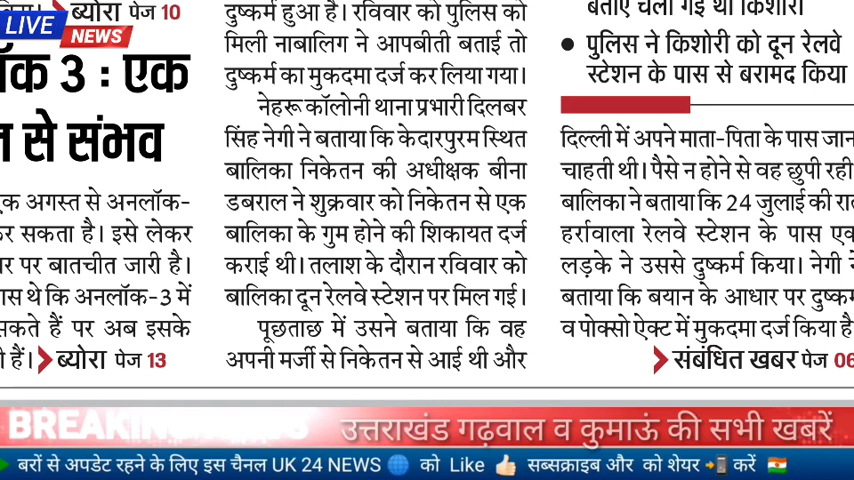 ब्योरा पेज 10
LIVE
NEWS
3 : एक
से संभव
अगस्त से अनलॉक-
सकता है। इसे लेकर
पर बातचीत जारी है।
थे कि अनलॉक-3 में
सकते हैं पर अब इसके
हैं। ब्योरा पेज 13
दुष्कर्म हुआ है। रविवार को पुलिस को
मिली नाबालिग ने आपबीती बताई तो
दुष्कर्म का मुकदमा दर्ज कर लिया गया।
नेहरू कॉलोनी थाना प्रभारी दिलबर
सिंह नेगी ने बताया कि केदारपुरम स्थित
बालिका निकेतन की अधीक्षक बीना
डबराल ने शुक्रवार को निकेतन से एक
बालिका के गुम होने की शिकायत दर्ज
कराई थी। तलाश के दौरान रविवार को
बालिका दून रेलवे स्टेशन पर मिल गई।
पूछताछ में उसने बताया कि वह
अपनी मर्जी से निकेतन से आई थी और
बताए चली गई थी किशोरी
● पुलिस ने किशोरी को दून रेलवे
स्टेशन के पास से बरामद किया
दिल्ली में अपने माता-पिता के पास जान
चाहती थी। पैसे न होने से वह छुपी रही
बालिका ने बताया कि 24 जुलाई की रा
हर्रावाला रेलवे स्टेशन के पास एक
लड़के ने उससे दुष्कर्म किया। नेगी
बताया कि बयान के आधार पर दुष्कम
व पोक्सो ऐक्ट में मुकदमा दर्ज किया है
संबंधित खबर पेज 06
BREAKING NEWS उत्तराखंड गढ़वाल व कुमाऊं की सभी खबरें
बरों से अपडेट रहने के लिए इस चैनल UK 24 NEWS 🌐 को Like 👍🏻 सब्सक्राइब और को शेयर 📲 करें 🇮🇳